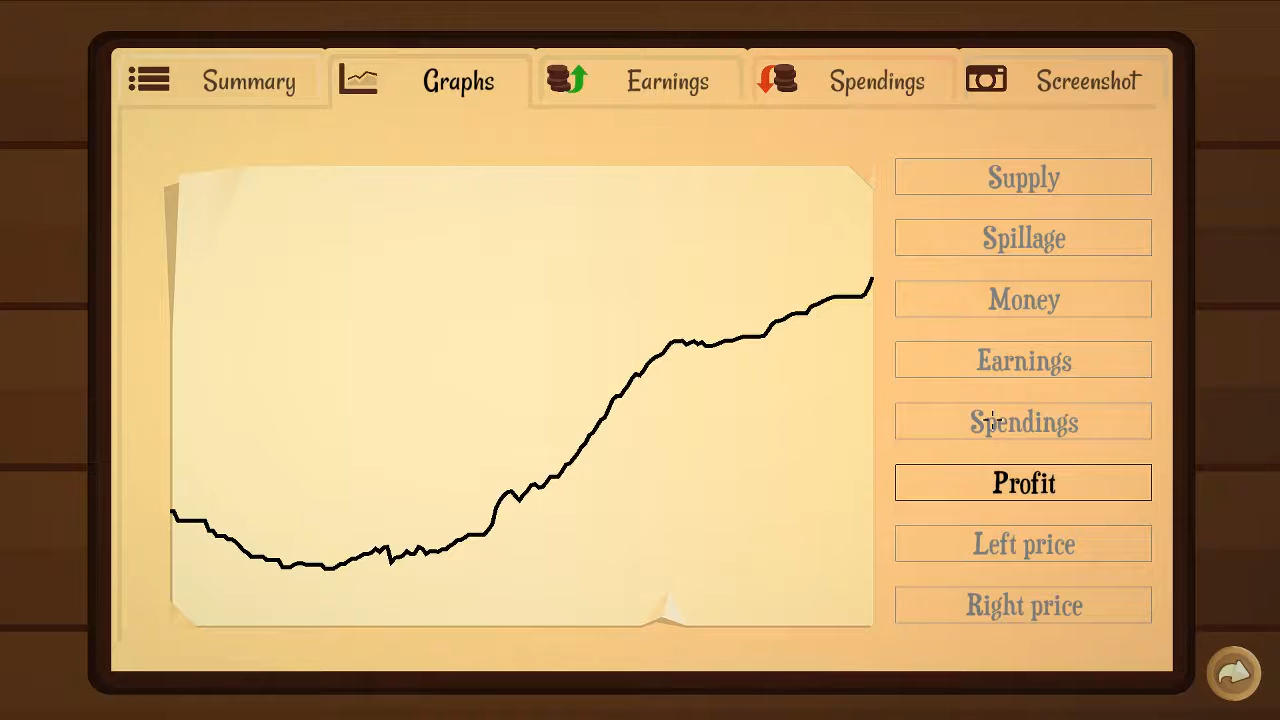 Summary
Graphs
Earnings
Spendings
Screenshot
Supply
Spillage
Money
Earnings
Spendings
Profit
Left price
Right price